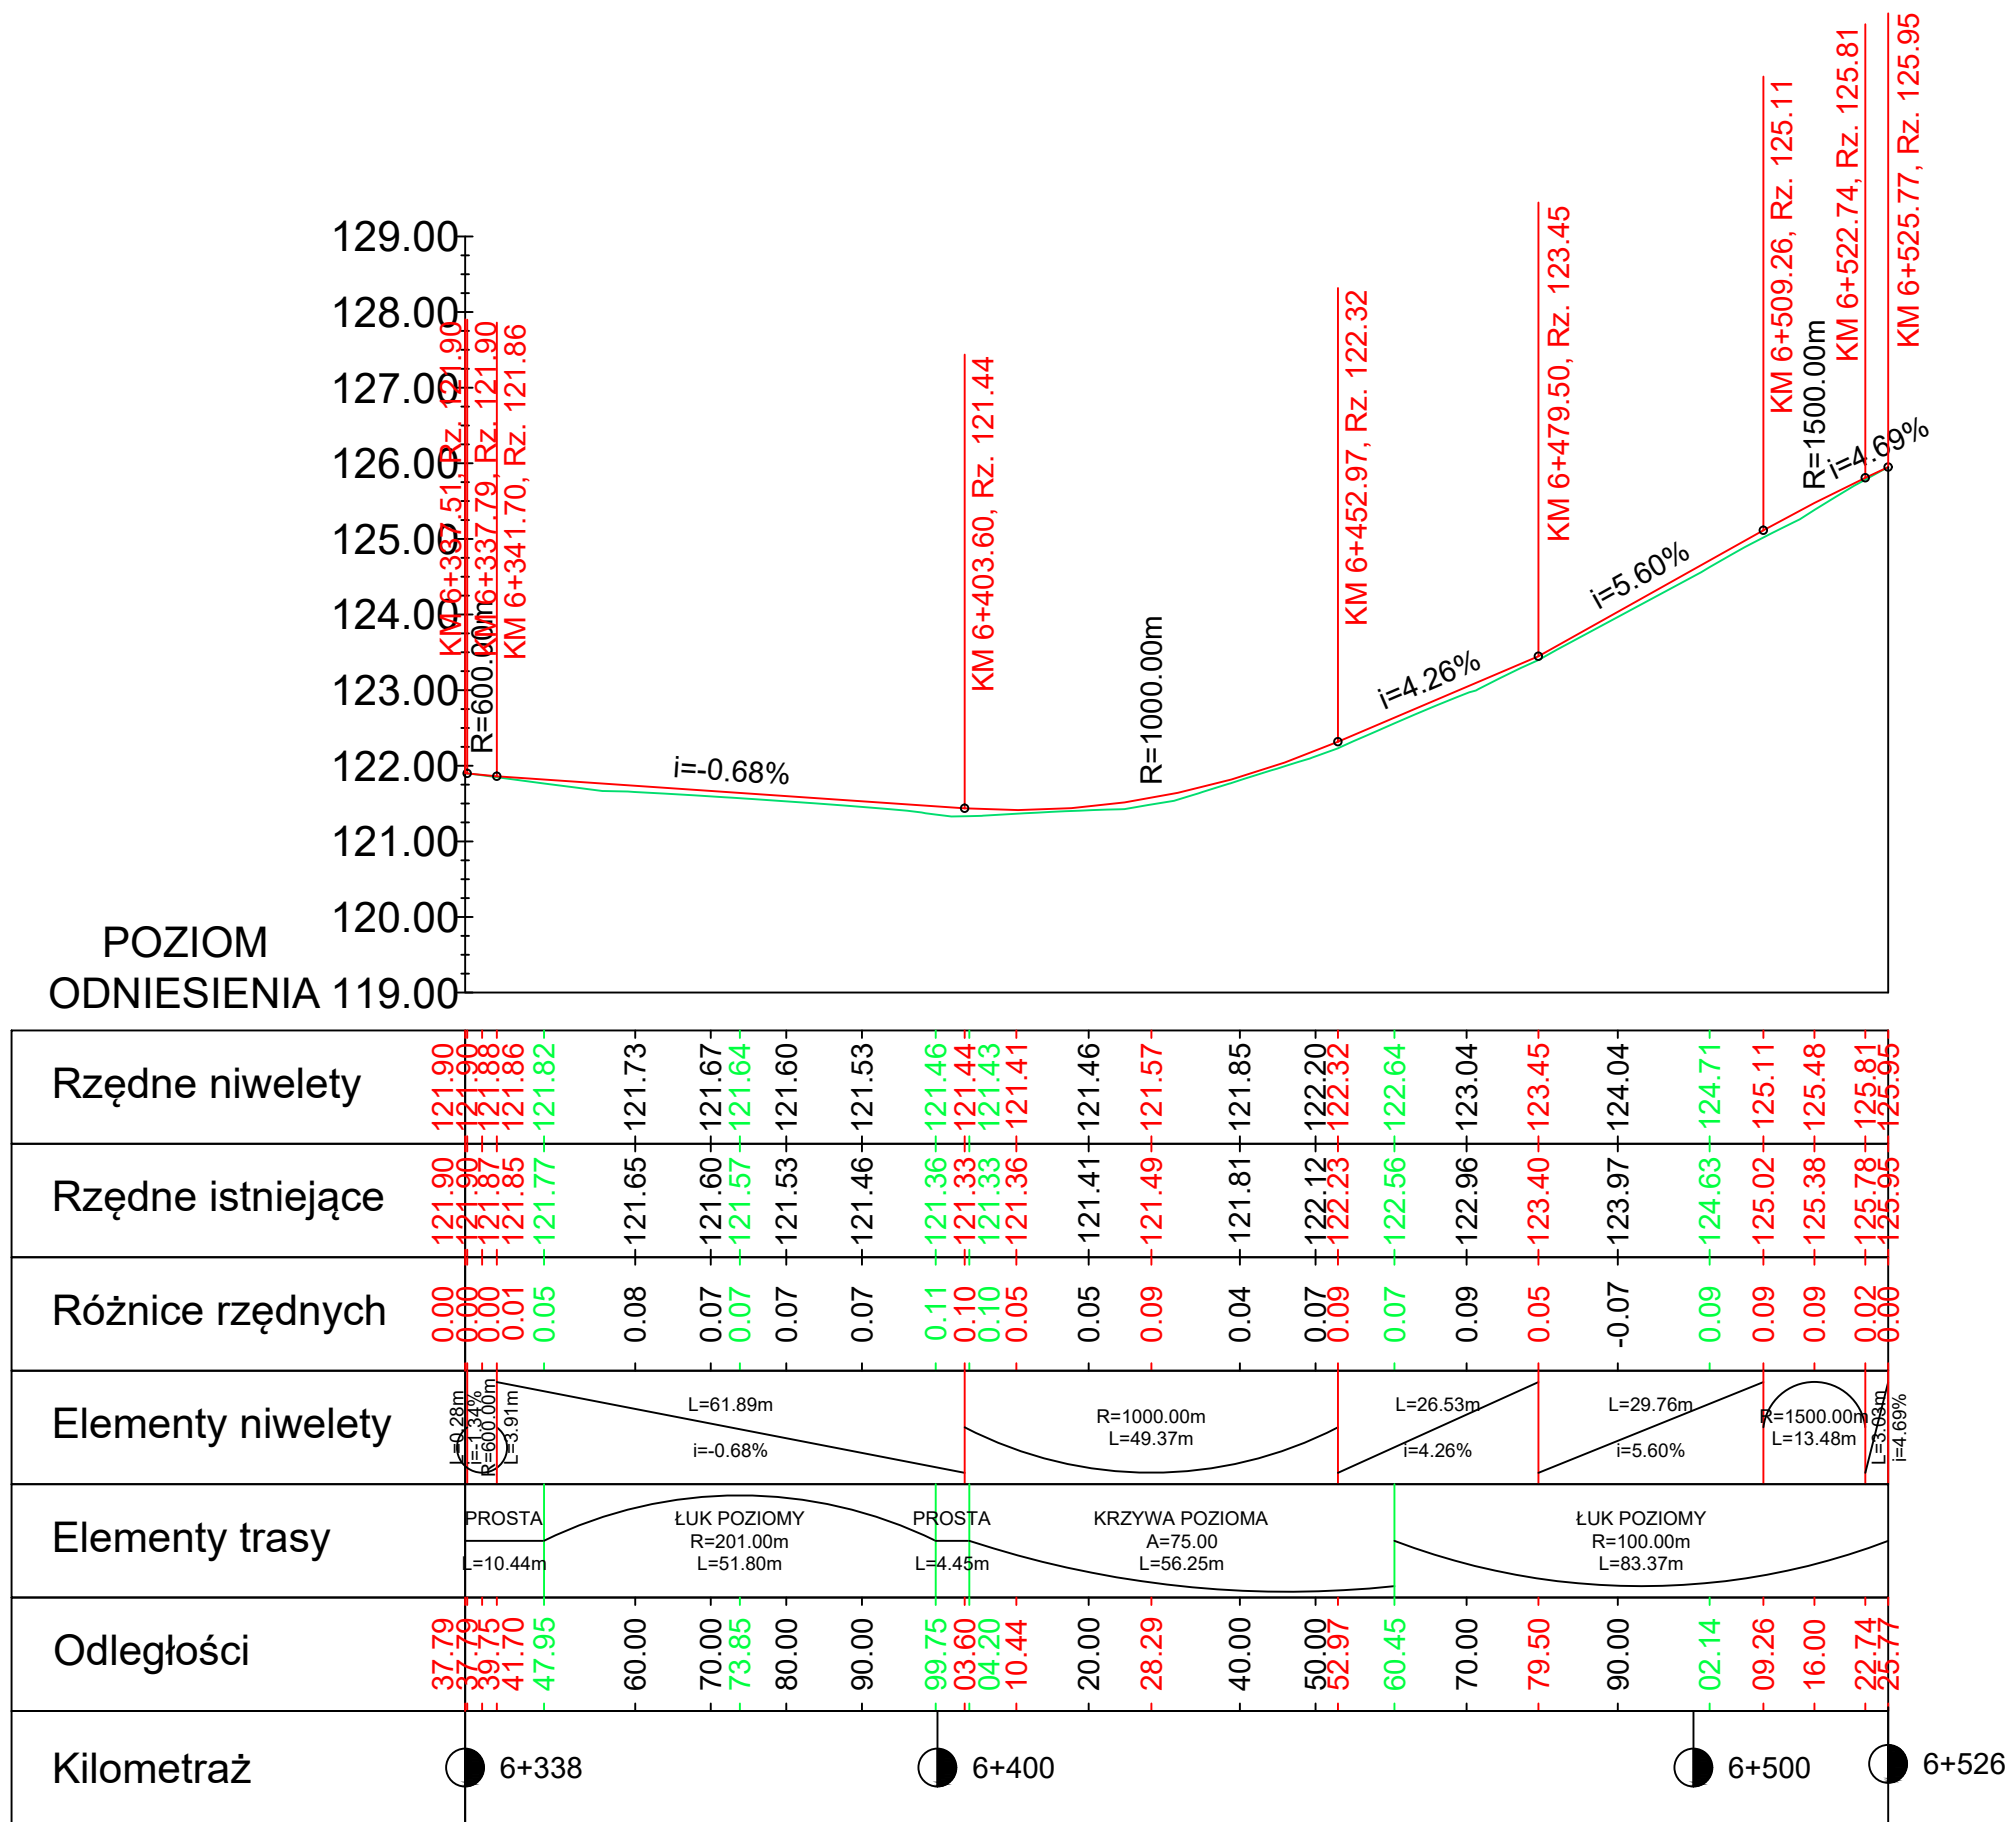 KM 6+337.51, Rz. 121.90
KM 6+337.79, Rz. 121.90
KM 6+341.70, Rz. 121.86
KM 6+403.60, Rz. 121.44
KM 6+452.97, Rz. 122.32
KM 6+479.50, Rz. 123.45
KM 6+509.26, Rz. 125.11
KM 6+522.74, Rz. 125.81
KM 6+525.77, Rz. 125.95
129.00
128.00
127.00
126.00
125.00
124.00
123.00
122.00
121.00
120.00
POZIOM
ODNIESIENIA 119.00
R=600.00m
i=-0.68%
R=1000.00m
i=4.26%
i=5.60%
R=1500.00m
i=4.69%
Rzędne niwelety
121.90 121.90 121.88 121.86 121.82 121.73 121.67 121.64 121.60 121.53 121.46 121.44 121.43 121.41 121.46 121.57 121.85 122.20 122.32 122.64 123.04 123.45 124.04 124.71 125.11 125.48 125.81 125.95
Rzędne istniejące
121.90 121.90 121.87 121.85 121.77 121.65 121.60 121.57 121.53 121.46 121.36 121.33 121.33 121.36 121.41 121.49 121.81 122.12 122.23 122.56 122.96 123.40 123.97 124.63 125.02 125.38 125.78 125.95
Różnice rzędnych
0.00 0.00 0.00 0.01 0.05 0.08 0.07 0.07 0.07 0.07 0.11 0.10 0.10 0.05 0.05 0.09 0.04 0.07 0.09 0.07 0.09 0.05 -0.07 0.09 0.09 0.09 0.02 0.00
Elementy niwelety
L=0.28m
i=-1.34%
R=600.00m
L=3.91m
L=61.89m
i=-0.68%
R=1000.00m
L=49.37m
L=26.53m
i=4.26%
L=29.76m
i=5.60%
R=1500.00m
L=13.48m
L=3.03m
i=4.69%
Elementy trasy
PROSTA
L=10.44m
ŁUK POZIOMY
R=201.00m
L=51.80m
PROSTA
L=4.45m
KRZYWA POZIOMA
A=75.00
L=56.25m
ŁUK POZIOMY
R=100.00m
L=83.37m
Odległości
37.79 37.79 39.75 41.70 47.95 60.00 70.00 73.85 80.00 90.00 99.75 03.60 04.20 10.44 20.00 28.29 40.00 50.00 52.97 60.45 70.00 79.50 90.00 02.14 09.26 16.00 22.74 25.77
Kilometraż
6+338
6+400
6+500
6+526